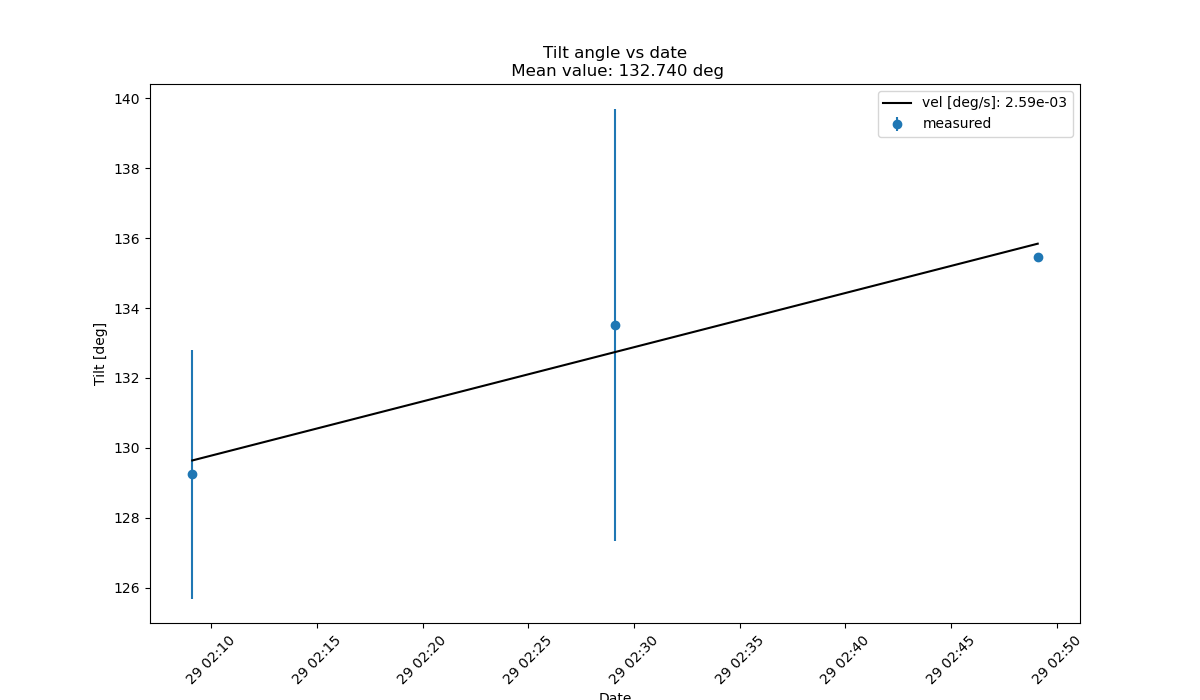 Tilt angle vs date
Mean value: 132.740 deg
vel [deg/s]: 2.59e-03
measured
Tilt [deg]
140
138
136
134
132
130
128
126
29 02:10
29 02:15
29 02:20
29 02:25
29 02:30
29 02:35
29 02:40
29 02:45
29 02:50
Date